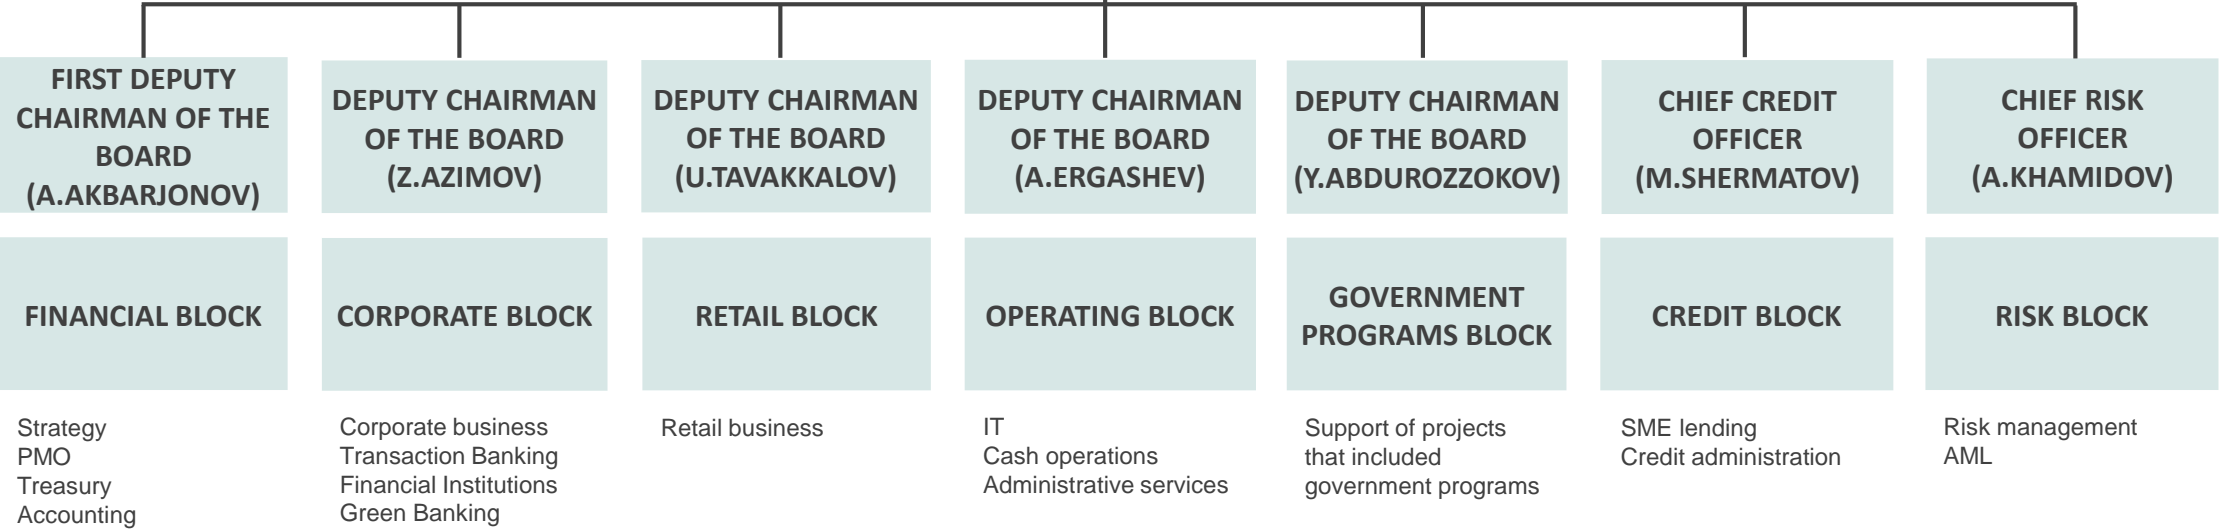 FIRST DEPUTY
CHAIRMAN OF THE
BOARD
(A.AKBARJONOV)
DEPUTY CHAIRMAN
OF THE BOARD
(Z.AZIMOV)
DEPUTY CHAIRMAN
OF THE BOARD
(U.TAVAKKALOV)
DEPUTY CHAIRMAN
OF THE BOARD
(A.ERGASHEV)
DEPUTY CHAIRMAN
OF THE BOARD
(Y.ABDUROZZOKOV)
CHIEF CREDIT
OFFICER
(M.SHERMATOV)
CHIEF RISK
OFFICER
(A.KHAMIDOV)
FINANCIAL BLOCK
CORPORATE BLOCK
RETAIL BLOCK
OPERATING BLOCK
GOVERNMENT
PROGRAMS BLOCK
CREDIT BLOCK
RISK BLOCK
Strategy
PMO
Treasury
Accounting
Corporate business
Transaction Banking
Financial Institutions
Green Banking
Retail business
IT
Cash operations
Administrative services
Support of projects
that included
government programs
SME lending
Credit administration
Risk management
AML